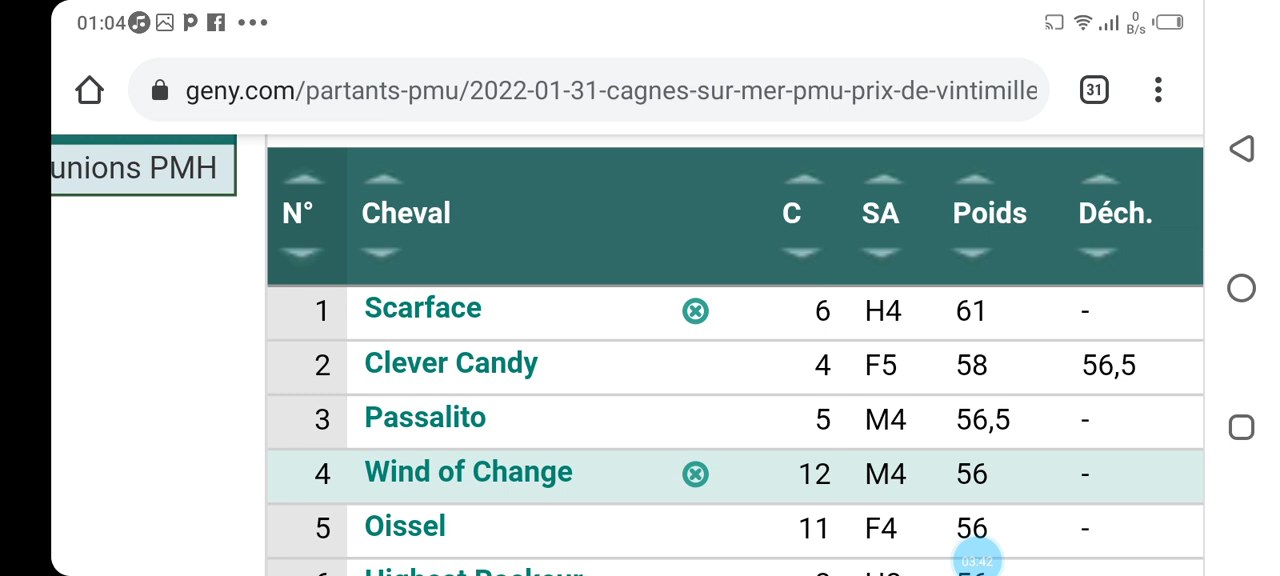 01:04
0
B/s
geny.com/partants-pmu/2022-01-31-cagnes-sur-mer-pmu-prix-de-vintimille
31
unions PMH
N° Cheval C SA Poids Déch.
1 Scarface 6 H4 61 -
2 Clever Candy 4 F5 58 56,5
3 Passalito 5 M4 56,5 -
4 Wind of Change 12 M4 56 -
5 Oissel 11 F4 56 -
03:42